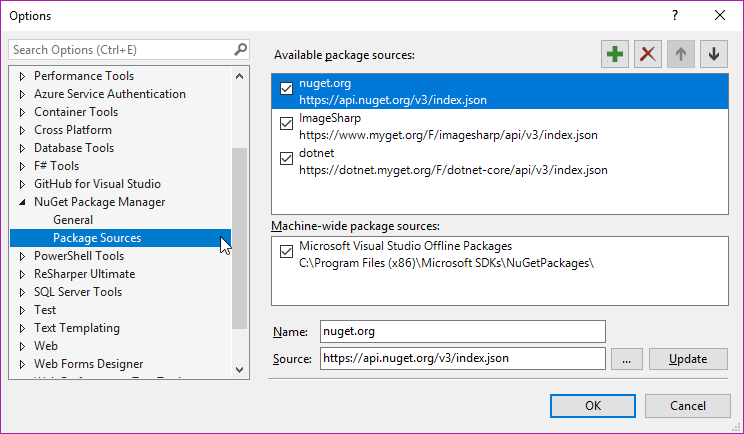 Options
?
Search Options (Ctrl+E)
Performance Tools
Azure Service Authentication
Container Tools
Cross Platform
Database Tools
F# Tools
GitHub for Visual Studio
NuGet Package Manager
General
Package Sources
PowerShell Tools
ReSharper Ultimate
SQL Server Tools
Test
Text Templating
Web
Web Forms Designer
Available package sources:
nuget.org
https://api.nuget.org/v3/index.json
ImageSharp
https://www.myget.org/F/imagesharp/api/v3/index.json
dotnet
https://dotnet.myget.org/F/dotnet-core/api/v3/index.json
Machine-wide package sources:
Microsoft Visual Studio Offline Packages
C:\Program Files (x86)\Microsoft SDKs\NuGetPackages\
Name: nuget.org
Source: https://api.nuget.org/v3/index.json ... Update
OK Cancel